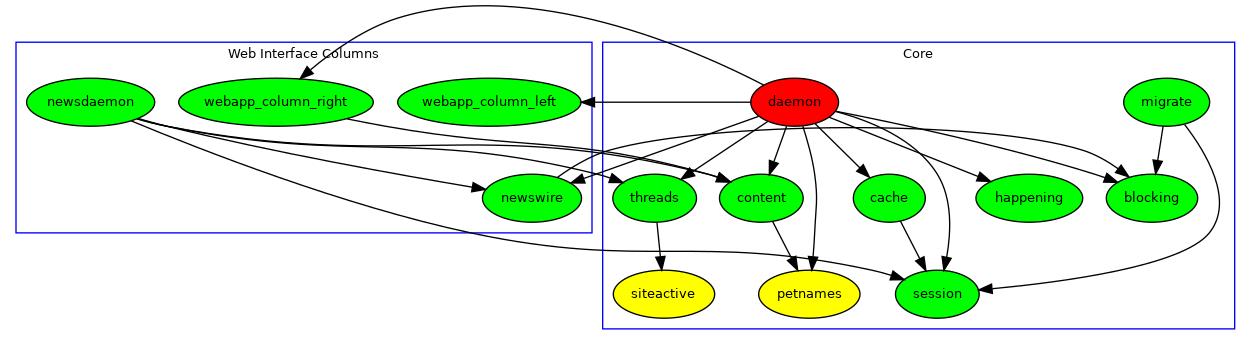 Web Interface Columns
Core
newsdaemon
webapp_column_right
webapp_column_left
daemon
migrate
newswire
threads
content
cache
happening
blocking
siteactive
petnames
session